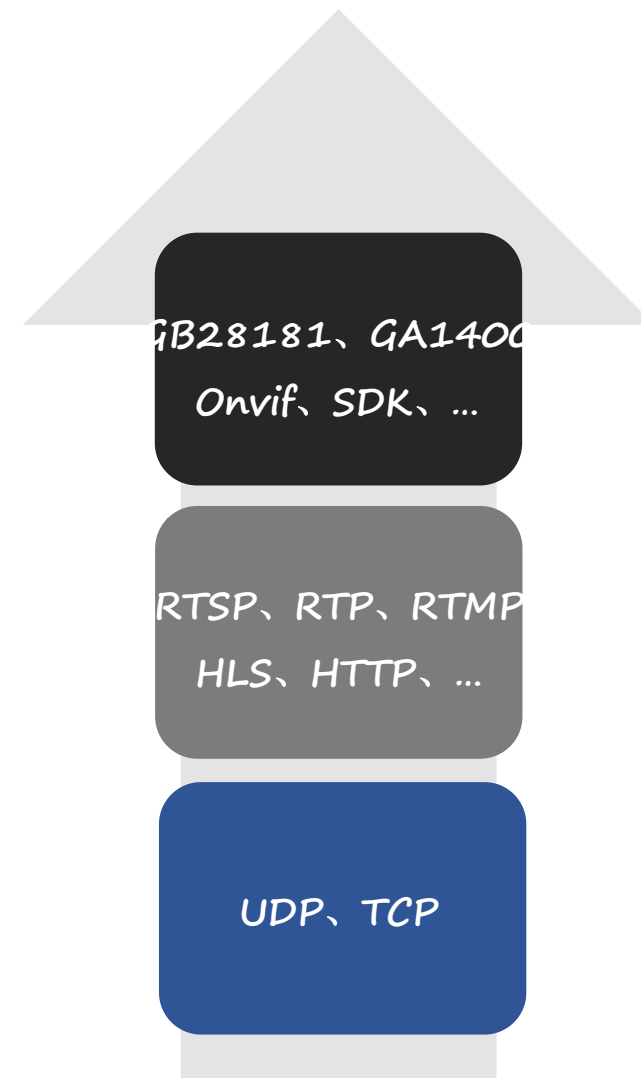 GB28181、GA1400
Onvif、SDK、...
RTSP、RTP、RTMP
HLS、HTTP、...
UDP、TCP